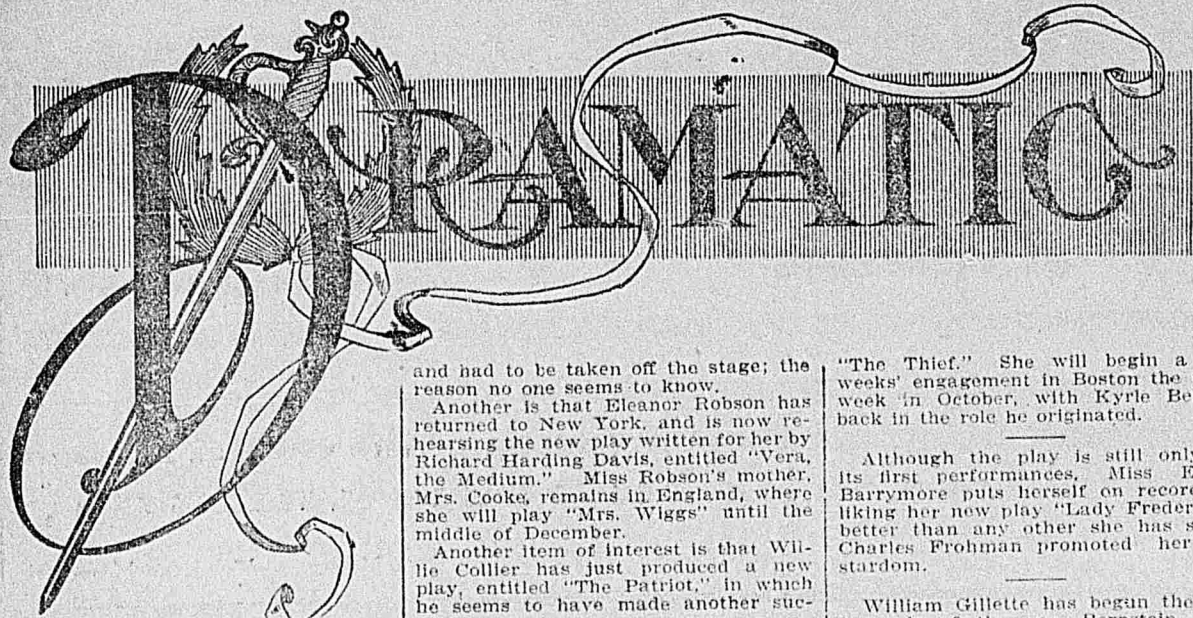 DRAMATIC
and had to be taken off the stage; the
reason no one seems to know.
Another is that Eleanor Robson has
returned to New York, and is now re-
hearsing the new play written for her by
Richard Harding Davis, entitled "Vera,
the Medium." Miss Robson's mother,
Mrs. Cooke, remains in England, where
she will play "Mrs. Wiggs" until the
middle of December.
Another item of interest is that Wil-
lie Collier has just produced a new
play, entitled "The Patriot," in which
he seems to have made another suc-
"The Thief." She will begin a
weeks' engagement in Boston the
week in October, with Kyrle Be
back in the role he originated.
Although the play is still only
its first performances, Miss E
Barrymore puts herself on recor
liking her new play "Lady Freder
better than any other she has s
Charles Frohman promoted her
stardom.
William Gillette has begun the